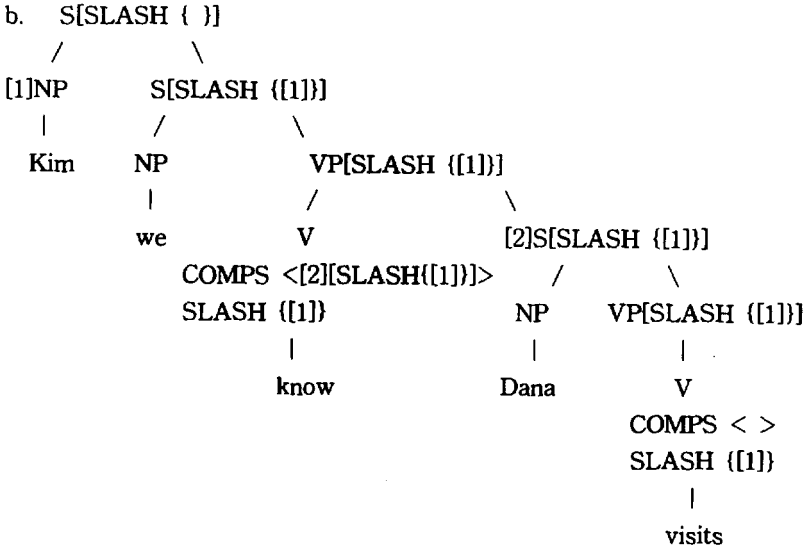 b. S[SLASH { }]
/ \
[1]NP S[SLASH {[1]}]
| / \
Kim NP VP[SLASH {[1]}]
| / \
we V [2]S[SLASH {[1]}]
COMPS <[2][SLASH{[1]}]> / \
SLASH {[1]} NP VP[SLASH {[1]}]
| | |
know Dana V
COMPS < >
SLASH {[1]}
|
visits